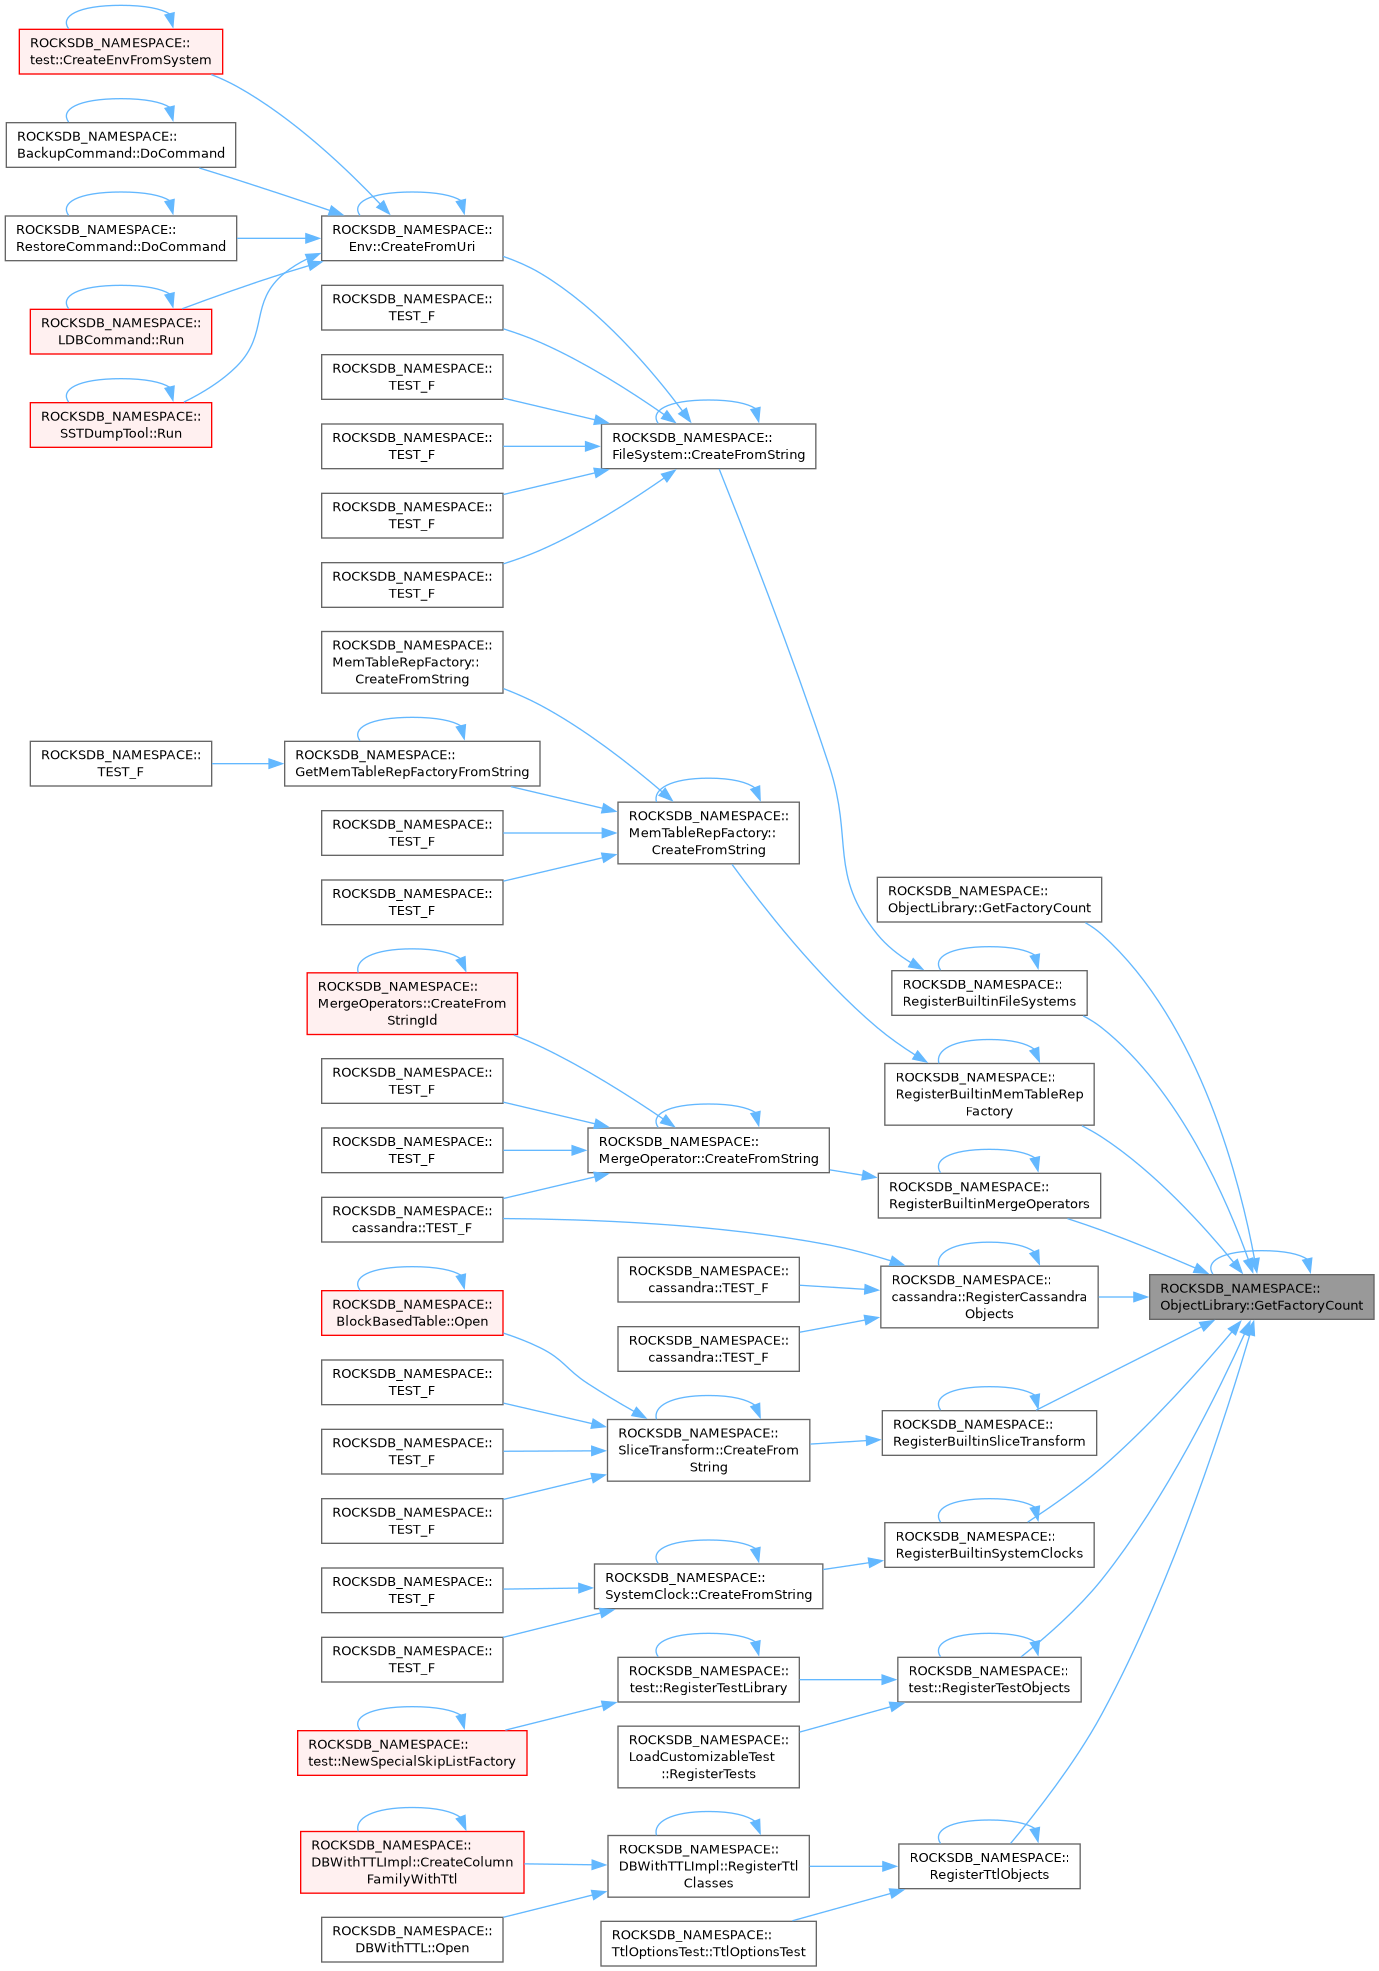 ROCKSDB_NAMESPACE::
test::CreateEnvFromSystem
ROCKSDB_NAMESPACE::
BackupCommand::DoCommand
ROCKSDB_NAMESPACE::
RestoreCommand::DoCommand
ROCKSDB_NAMESPACE::
LDBCommand::Run
ROCKSDB_NAMESPACE::
SSTDumpTool::Run
ROCKSDB_NAMESPACE::
TEST_F
ROCKSDB_NAMESPACE::
Env::CreateFromUri
ROCKSDB_NAMESPACE::
TEST_F
ROCKSDB_NAMESPACE::
TEST_F
ROCKSDB_NAMESPACE::
TEST_F
ROCKSDB_NAMESPACE::
TEST_F
ROCKSDB_NAMESPACE::
TEST_F
ROCKSDB_NAMESPACE::
MemTableRepFactory::
CreateFromString
ROCKSDB_NAMESPACE::
GetMemTableRepFactoryFromString
ROCKSDB_NAMESPACE::
TEST_F
ROCKSDB_NAMESPACE::
TEST_F
ROCKSDB_NAMESPACE::
MergeOperators::CreateFrom
StringId
ROCKSDB_NAMESPACE::
TEST_F
ROCKSDB_NAMESPACE::
TEST_F
ROCKSDB_NAMESPACE::
cassandra::TEST_F
ROCKSDB_NAMESPACE::
BlockBasedTable::Open
ROCKSDB_NAMESPACE::
TEST_F
ROCKSDB_NAMESPACE::
TEST_F
ROCKSDB_NAMESPACE::
TEST_F
ROCKSDB_NAMESPACE::
TEST_F
ROCKSDB_NAMESPACE::
TEST_F
ROCKSDB_NAMESPACE::
test::NewSpecialSkipListFactory
ROCKSDB_NAMESPACE::
DBWithTTLImpl::CreateColumn
FamilyWithTtl
ROCKSDB_NAMESPACE::
DBWithTTL::Open
ROCKSDB_NAMESPACE::
FileSystem::CreateFromString
ROCKSDB_NAMESPACE::
MemTableRepFactory::
CreateFromString
ROCKSDB_NAMESPACE::
MergeOperator::CreateFromString
ROCKSDB_NAMESPACE::
cassandra::TEST_F
ROCKSDB_NAMESPACE::
cassandra::TEST_F
ROCKSDB_NAMESPACE::
SliceTransform::CreateFrom
String
ROCKSDB_NAMESPACE::
SystemClock::CreateFromString
ROCKSDB_NAMESPACE::
test::RegisterTestLibrary
ROCKSDB_NAMESPACE::
LoadCustomizableTest
::RegisterTests
ROCKSDB_NAMESPACE::
DBWithTTLImpl::RegisterTtl
Classes
ROCKSDB_NAMESPACE::
TtlOptionsTest::TtlOptionsTest
ROCKSDB_NAMESPACE::
ObjectLibrary::GetFactoryCount
ROCKSDB_NAMESPACE::
RegisterBuiltinFileSystems
ROCKSDB_NAMESPACE::
RegisterBuiltinMemTableRep
Factory
ROCKSDB_NAMESPACE::
RegisterBuiltinMergeOperators
ROCKSDB_NAMESPACE::
cassandra::RegisterCassandra
Objects
ROCKSDB_NAMESPACE::
RegisterBuiltinSliceTransform
ROCKSDB_NAMESPACE::
RegisterBuiltinSystemClocks
ROCKSDB_NAMESPACE::
test::RegisterTestObjects
ROCKSDB_NAMESPACE::
RegisterTtlObjects
ROCKSDB_NAMESPACE::
ObjectLibrary::GetFactoryCount